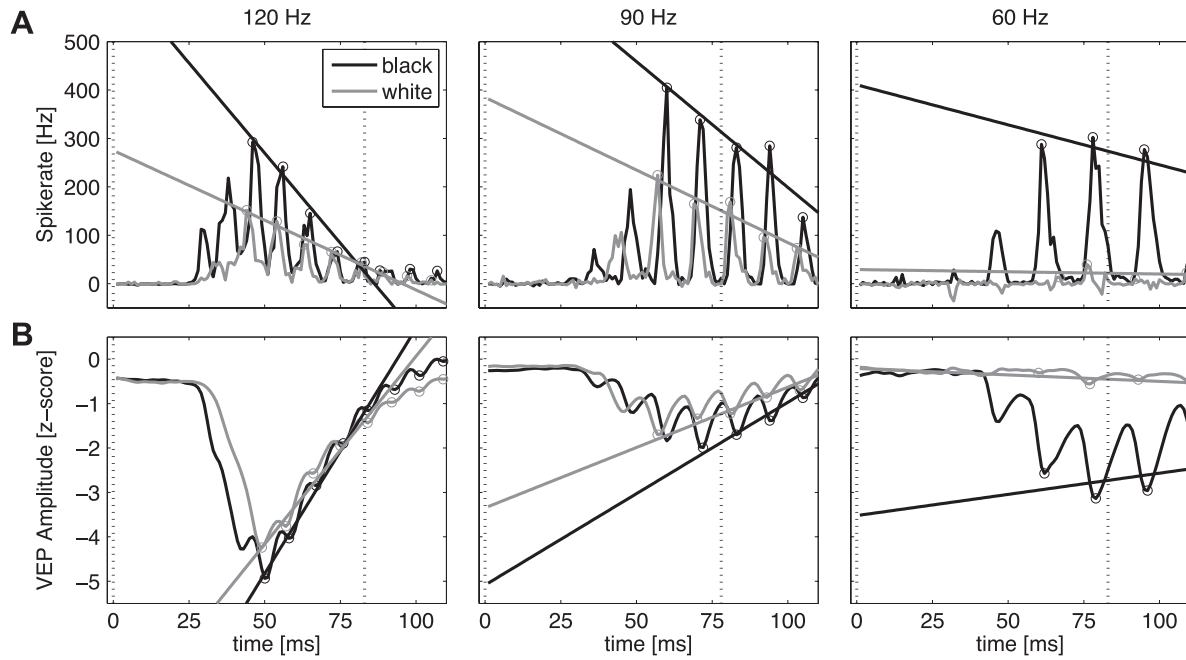 120 Hz
90 Hz
60 Hz
A
500
400
300
200
100
0
Spikerate [Hz]
black
white
B
0
−1
−2
−3
−4
−5
VEP Amplitude [z−score]
0 25 50 75 100
0 25 50 75 100
0 25 50 75 100
time [ms]
time [ms]
time [ms]